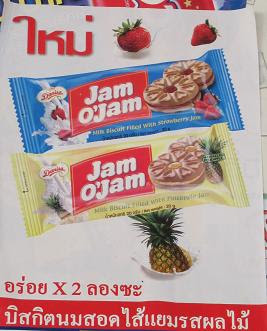 ใหม่
Danisa
Jam
O'Jam
Milk Biscuit Filled with Strawberry Jam
Jam
O'Jam
Milk Biscuit Filled with Pineapple Jam
อร่อย X 2 ลองซะ
บิสกิตนมสอดไส้แยมรสผลไม้